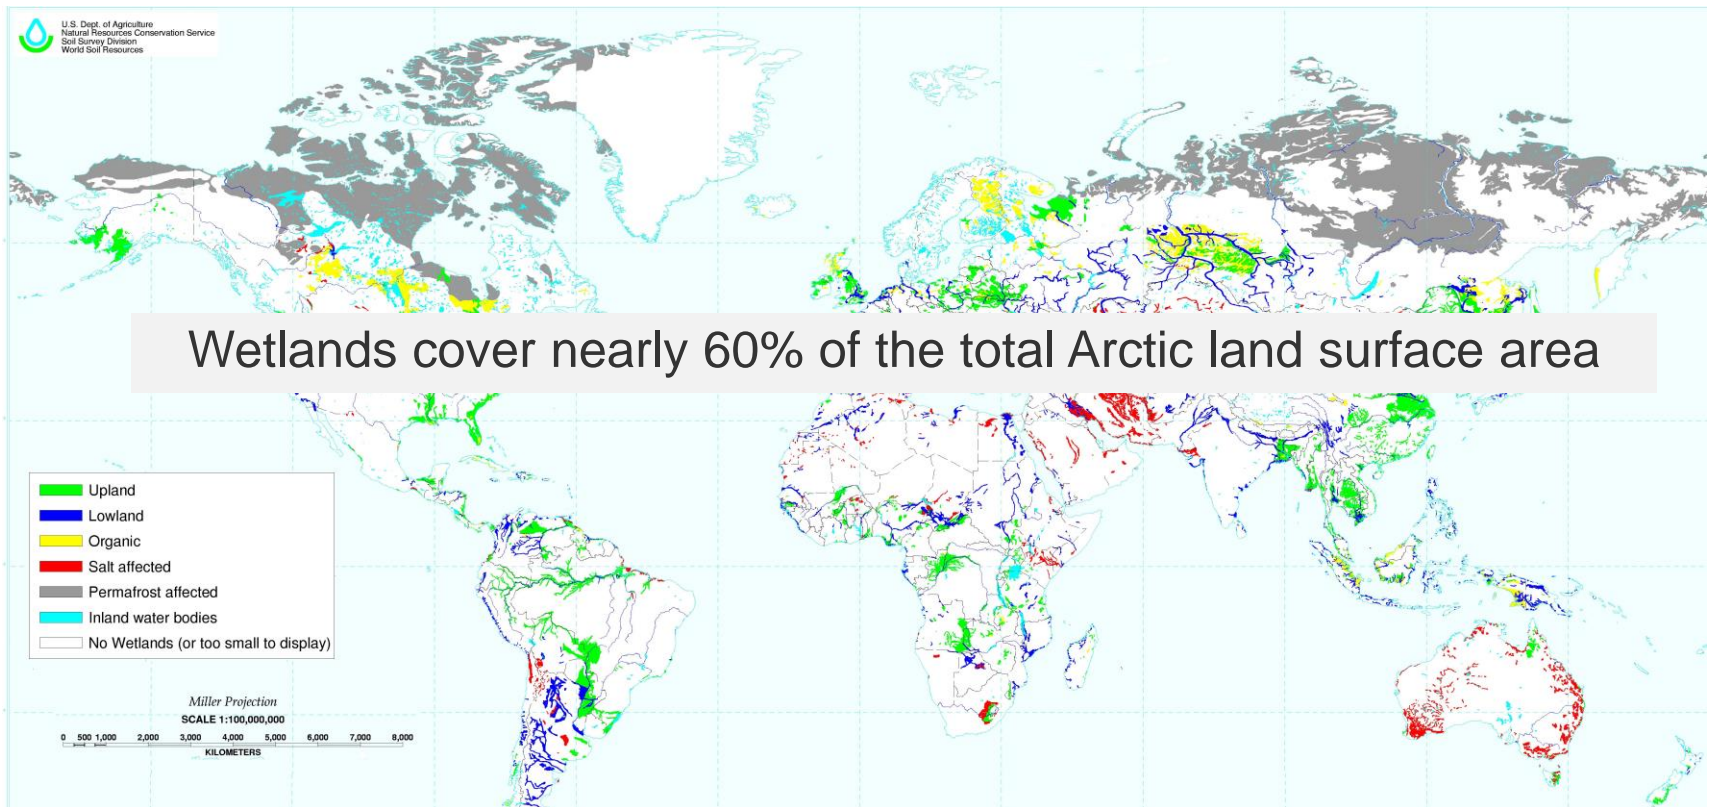 U.S. Dept. of Agriculture
Natural Resources Conservation Service
Soil Survey Division
World Soil Resources
Wetlands cover nearly 60% of the total Arctic land surface area
Upland
Lowland
Organic
Salt affected
Permafrost affected
Inland water bodies
No Wetlands (or too small to display)
Miller Projection
SCALE 1:100,000,000
0 500 1,000 2,000 3,000 4,000 5,000 6,000 7,000 8,000
KILOMETERS